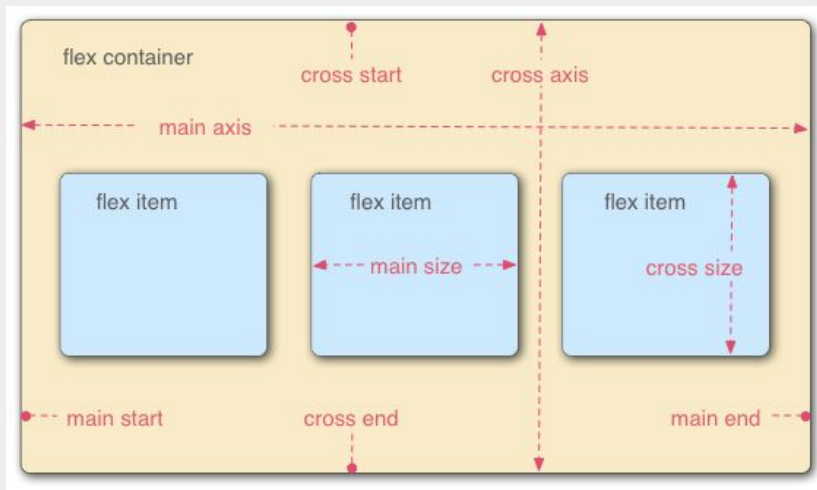 flex container
cross start
cross axis
main axis
flex item
flex item
flex item
main size
cross size
main start
cross end
main end